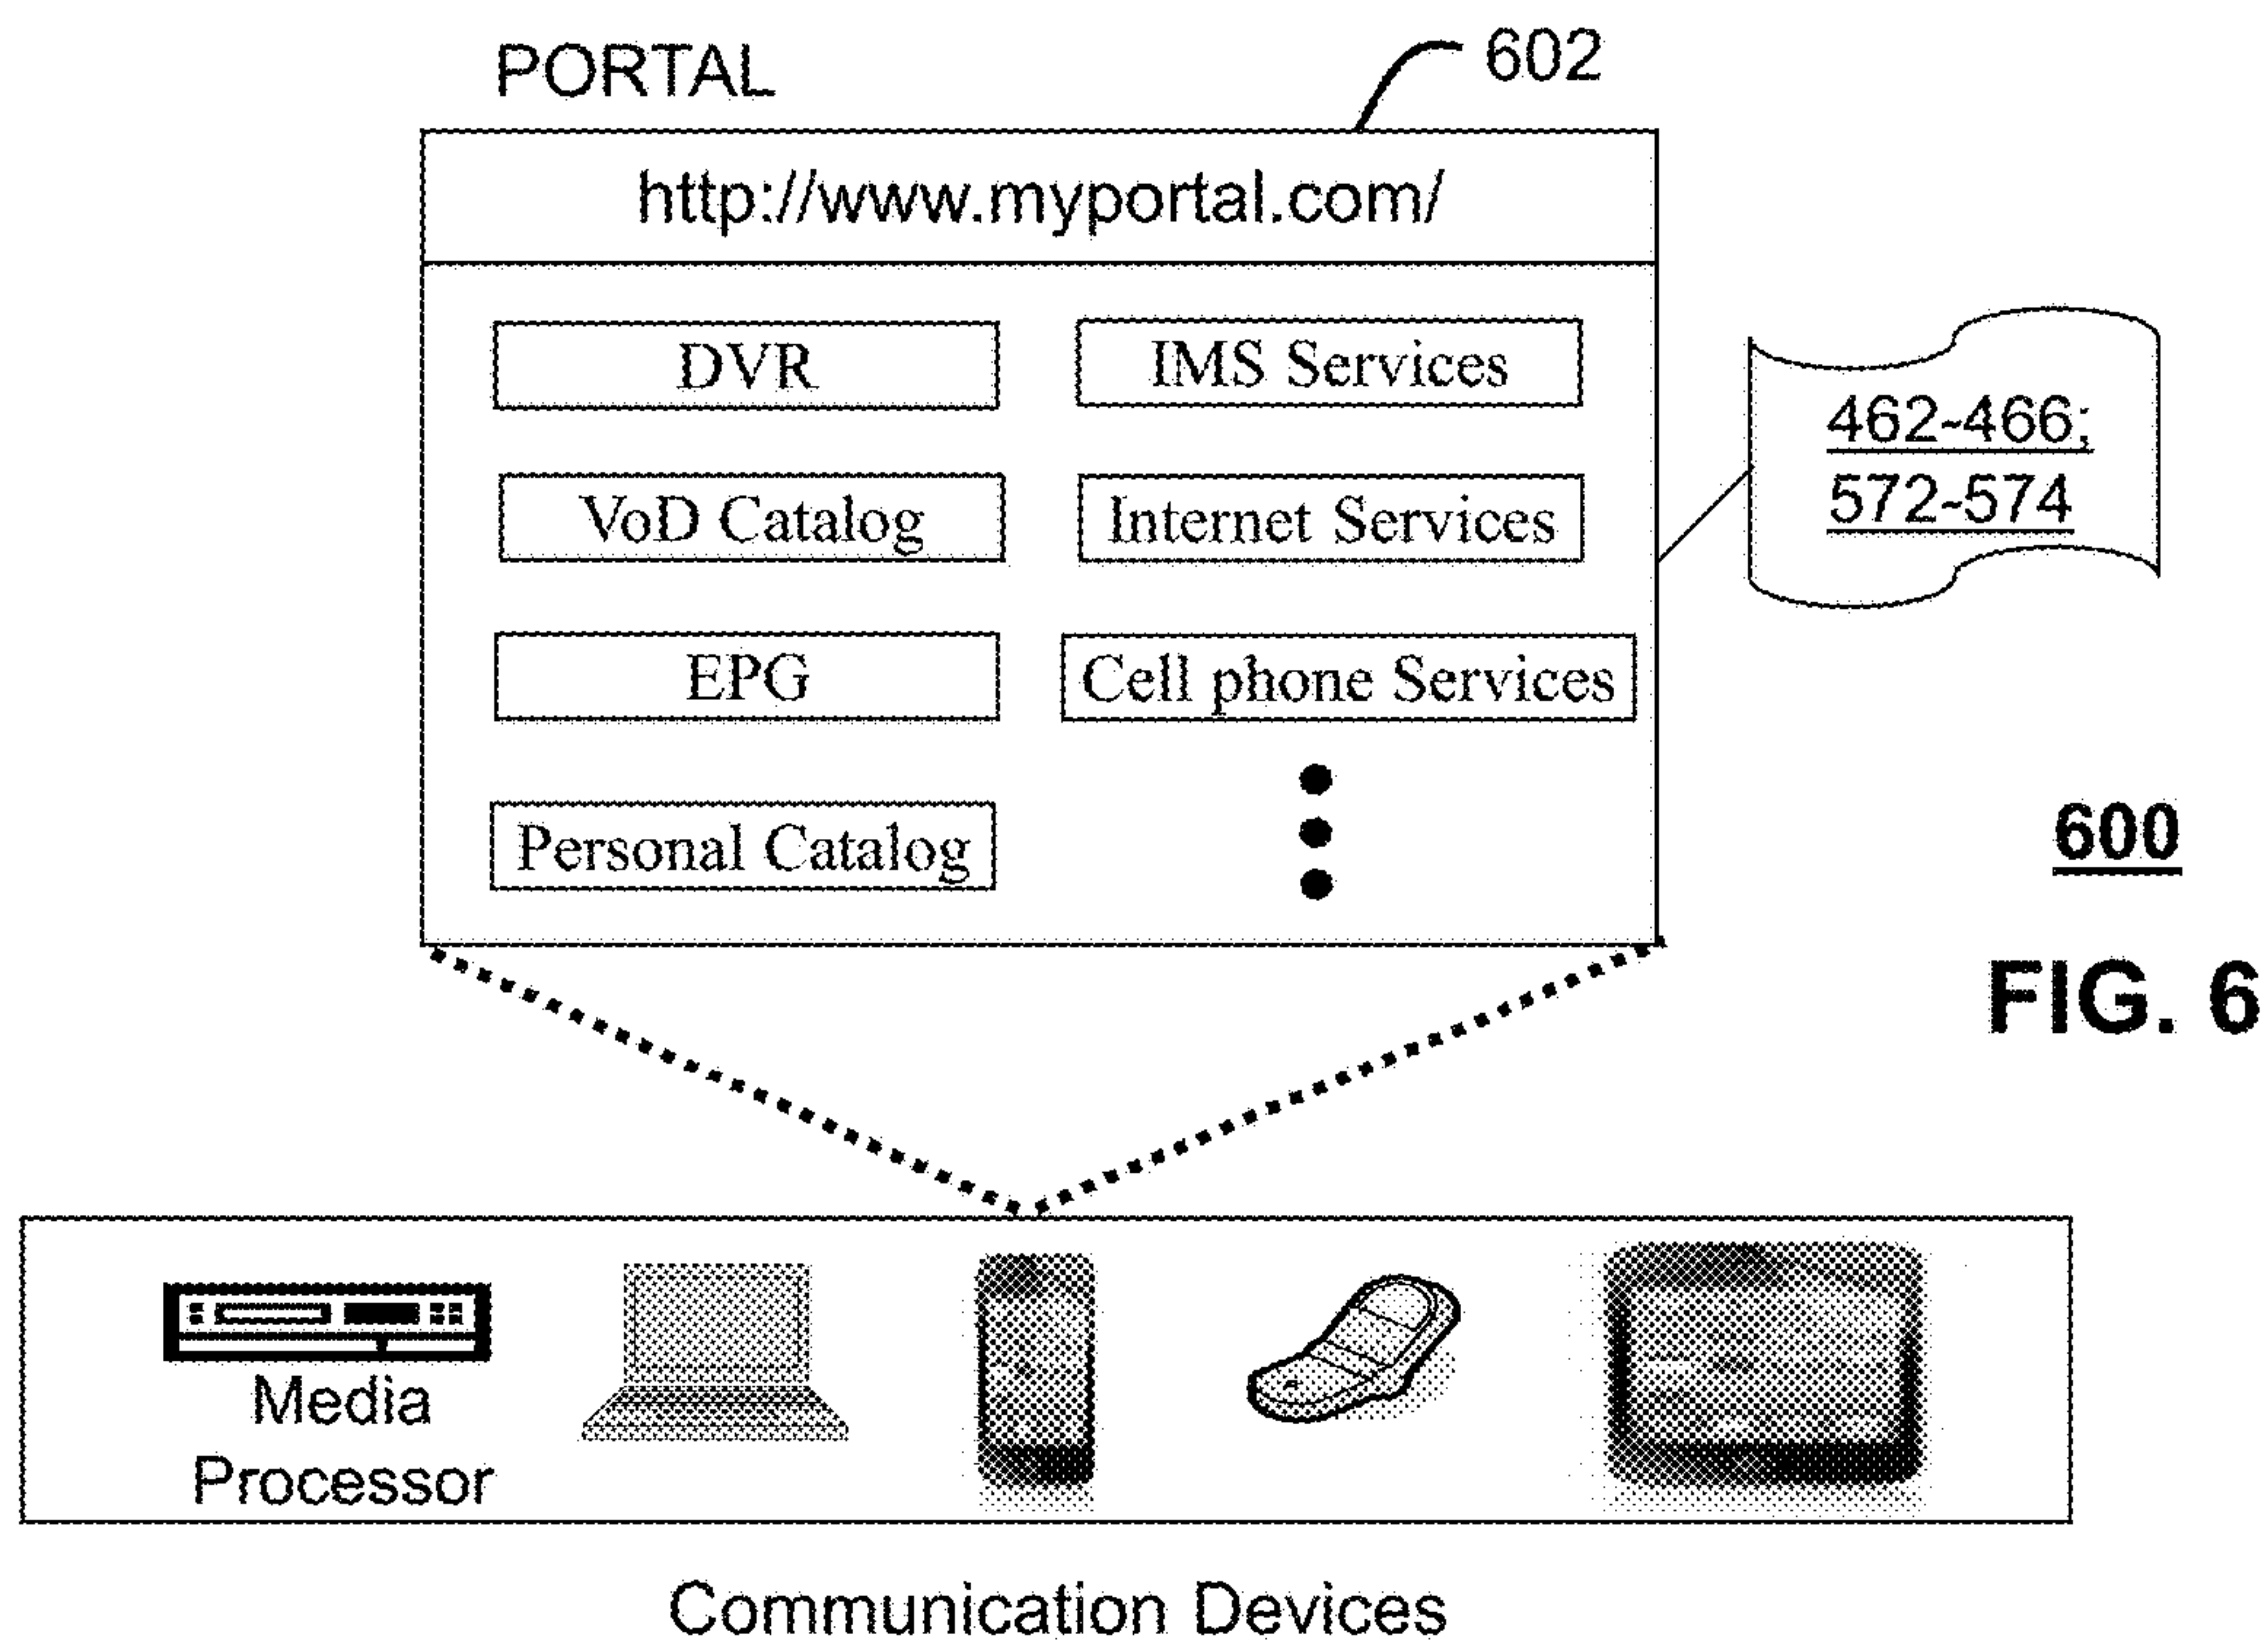 PORTAL
602
http://www.myportal.com/
DVR
IMS Services
VoD Catalog
Internet Services
EPG
Cell phone Services
Personal Catalog
462-466;
572-574
600
FIG. 6
Media
Processor
Communication Devices